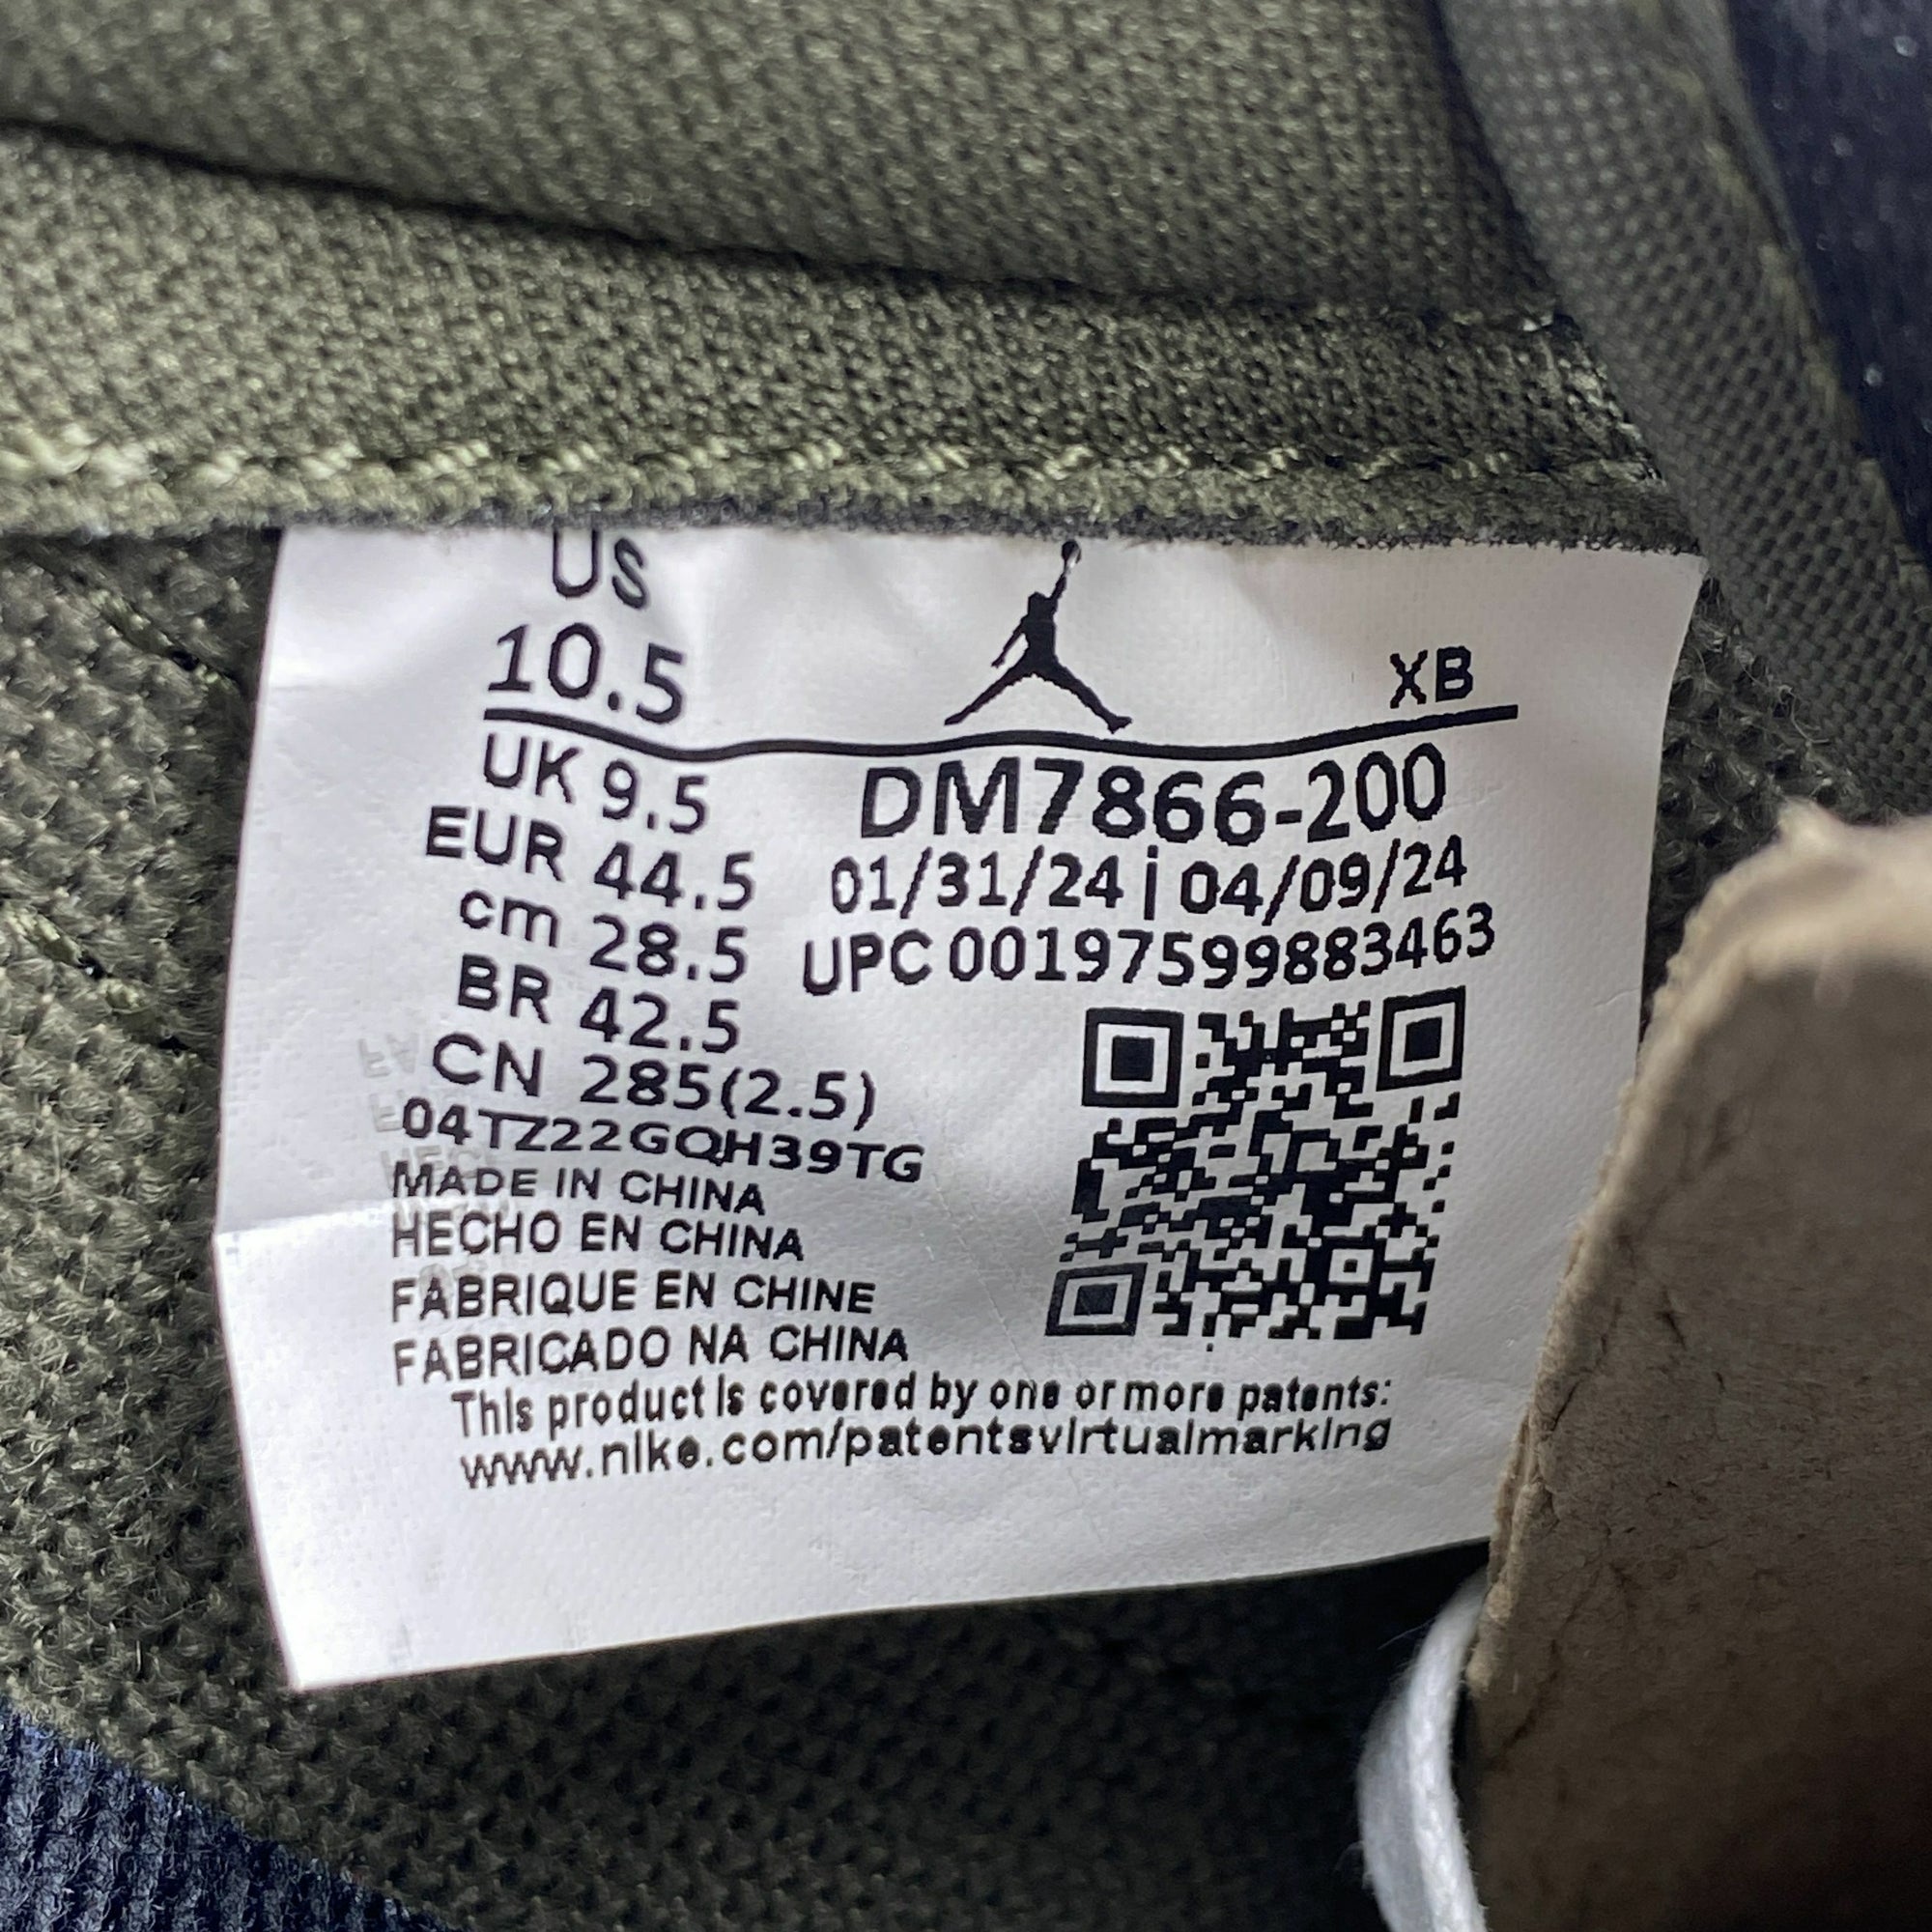 US
10.5
XB
UK 9.5
EUR 44.5
cm 28.5
BR 42.5
CN 285(2.5)
DM7866-200
01/31/24 | 04/09/24
UPC 00197599883463
04TZ22GQH39TG
MADE IN CHINA
HECHO EN CHINA
FABRIQUE EN CHINE
FABRICADO NA CHINA
This product is covered by one or more patents:
www.nike.com/patentsvirtualmarking